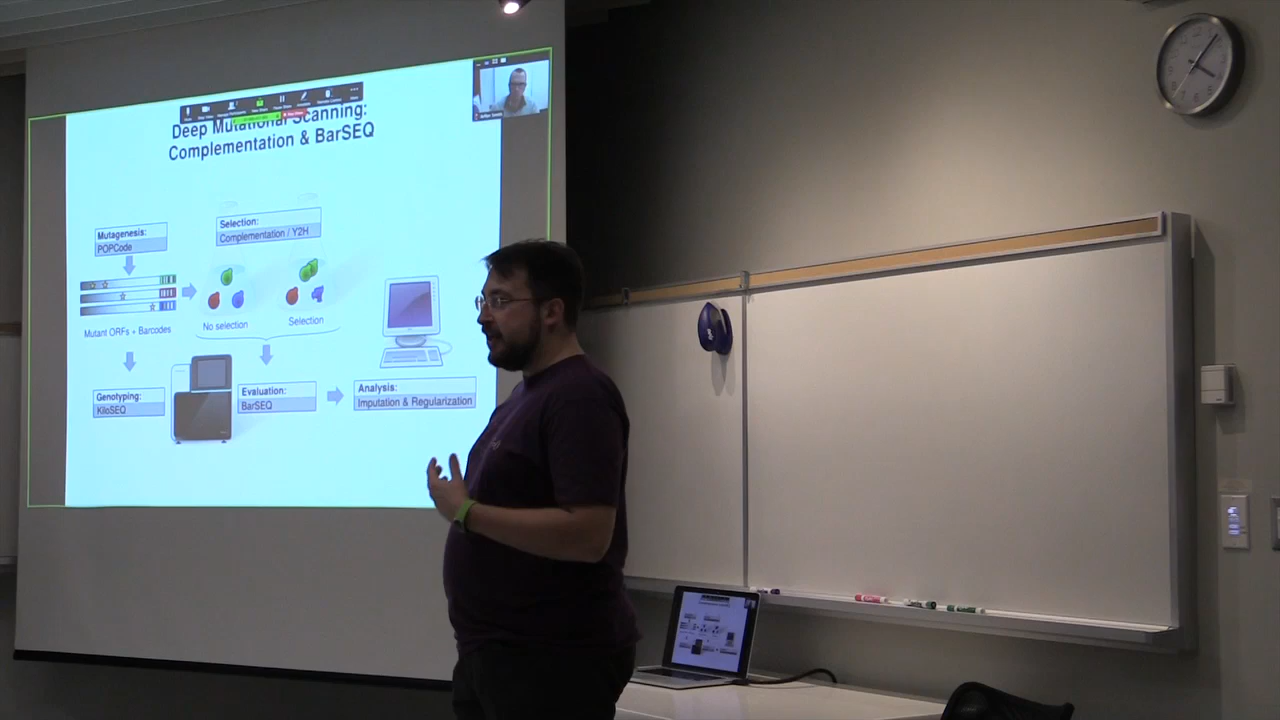 Deep Mutational Scanning:
Complementation & BarSEQ
Mutagenesis:
POPCode
Selection:
Complementation / Y2H
Mutant ORFs + Barcodes
No selection
Selection
Genotyping:
KiloSEQ
Evaluation:
BarSEQ
Analysis:
Imputation & Regularization